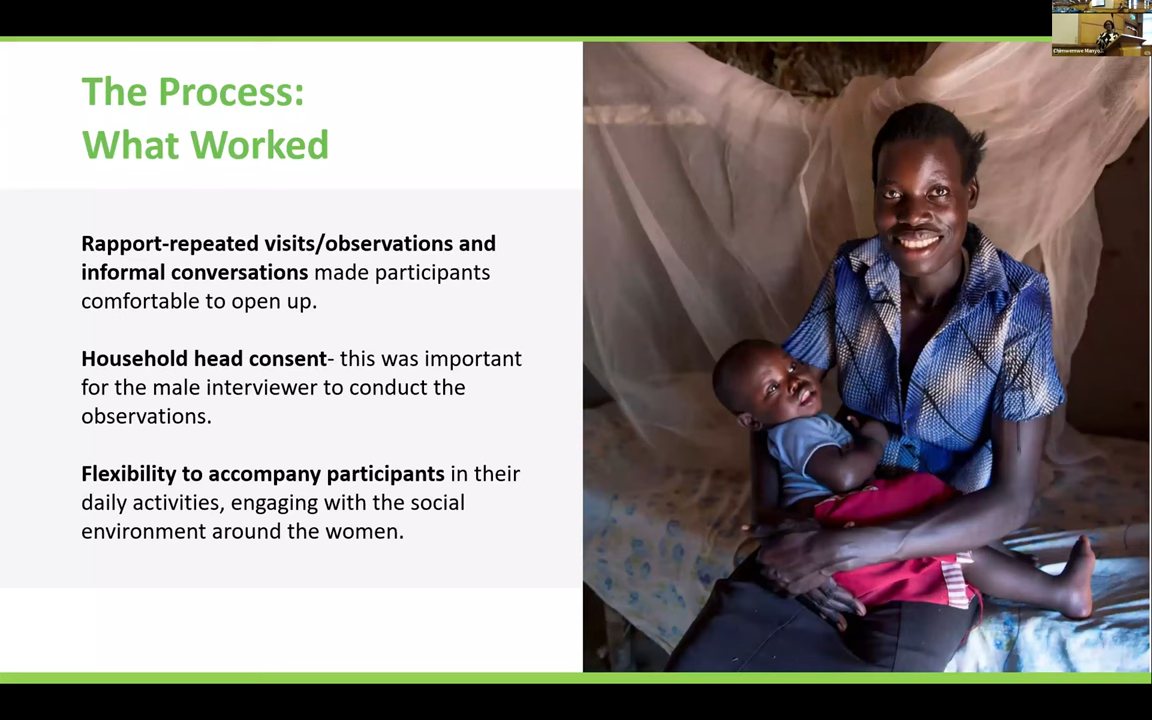 The Process:
What Worked
Rapport-repeated visits/observations and
informal conversations made participants
comfortable to open up.
Household head consent- this was important
for the male interviewer to conduct the
observations.
Flexibility to accompany participants in their
daily activities, engaging with the social
environment around the women.